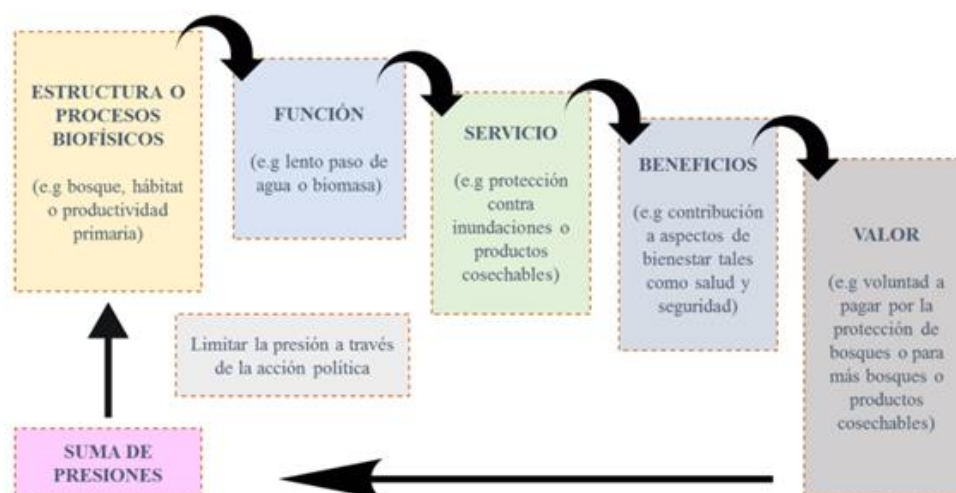 ESTRUCTURA O
PROCESOS
BIOFÍSICOS
(e.g bosque, hábitat
o productividad
primaria)
FUNCIÓN
(e.g lento paso de
agua o biomasa)
SERVICIO
(e.g protección
contra
inundaciones o
productos
cosechables)
BENEFICIOS
(e.g contribución
a aspectos de
bienestar tales
como salud y
seguridad)
VALOR
(e.g voluntad a
pagar por la
protección de
bosques o para
más bosques o
productos
cosechables)
Limitar la presión a través
de la acción política
SUMA DE
PRESIONES